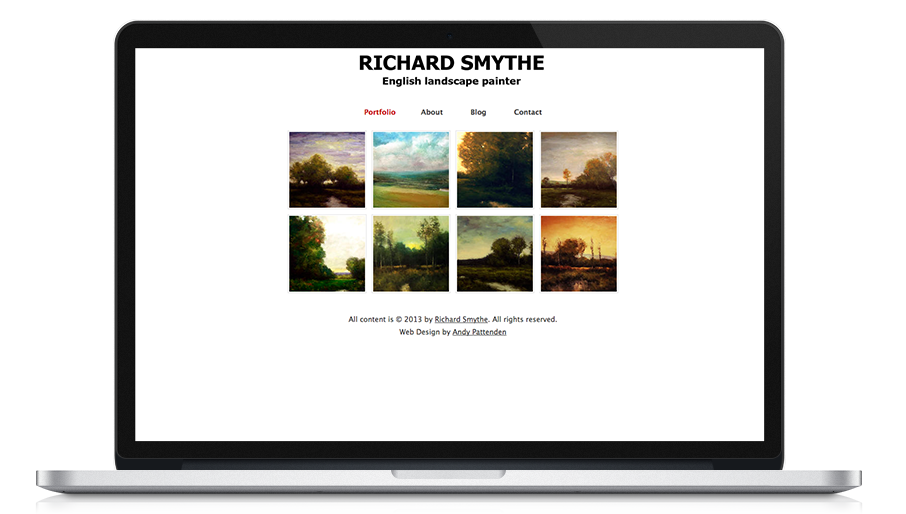 RICHARD SMYTHE
English landscape painter
Portfolio About Blog Contact
All content is © 2013 by Richard Smythe. All rights reserved.
Web Design by Andy Pattenden